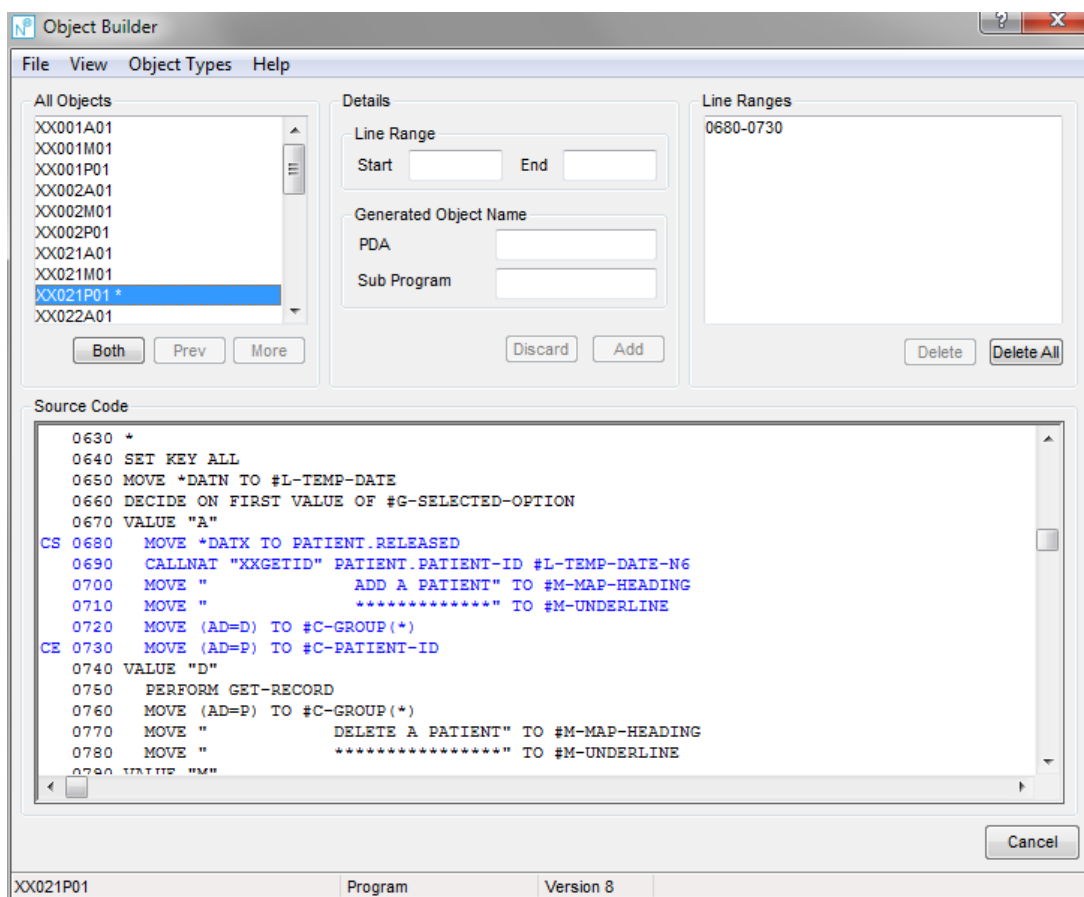 Object Builder
File View Object Types Help
All Objects
XX001A01
XX001M01
XX001P01
XX002A01
XX002M01
XX002P01
XX021A01
XX021M01
XX021P01 *
XX022A01
Both Prev More
Details
Line Range
Start End
Generated Object Name
PDA
Sub Program
Discard Add
Line Ranges
0680-0730
Delete Delete All
Source Code
0630 *
0640 SET KEY ALL
0650 MOVE *DATN TO #L-TEMP-DATE
0660 DECIDE ON FIRST VALUE OF #G-SELECTED-OPTION
0670 VALUE "A"
CS 0680 MOVE *DATX TO PATIENT.RELEASED
0690 CALLNAT "XXGETID" PATIENT.PATIENT-ID #L-TEMP-DATE-N6
0700 MOVE " ADD A PATIENT" TO #M-MAP-HEADING
0710 MOVE " *************" TO #M-UNDERLINE
0720 MOVE (AD=D) TO #C-GROUP(*)
CE 0730 MOVE (AD=P) TO #C-PATIENT-ID
0740 VALUE "D"
0750 PERFORM GET-RECORD
0760 MOVE (AD=P) TO #C-GROUP(*)
0770 MOVE " DELETE A PATIENT" TO #M-MAP-HEADING
0780 MOVE " ****************" TO #M-UNDERLINE
0790 VALUE "M"
Cancel
XX021P01 Program Version 8